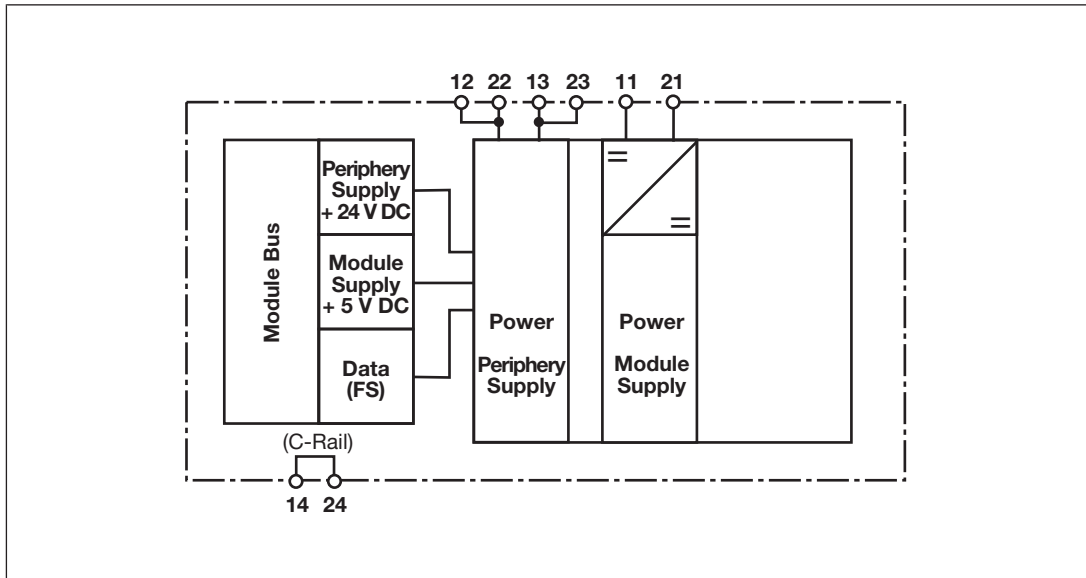 12 22 13 23 11 21
Periphery
Supply
+ 24 V DC
Module Bus
Module
Supply
+ 5 V DC
Data
(FS)
Power
Periphery
Supply
Power
Module
Supply
(C-Rail)
14 24